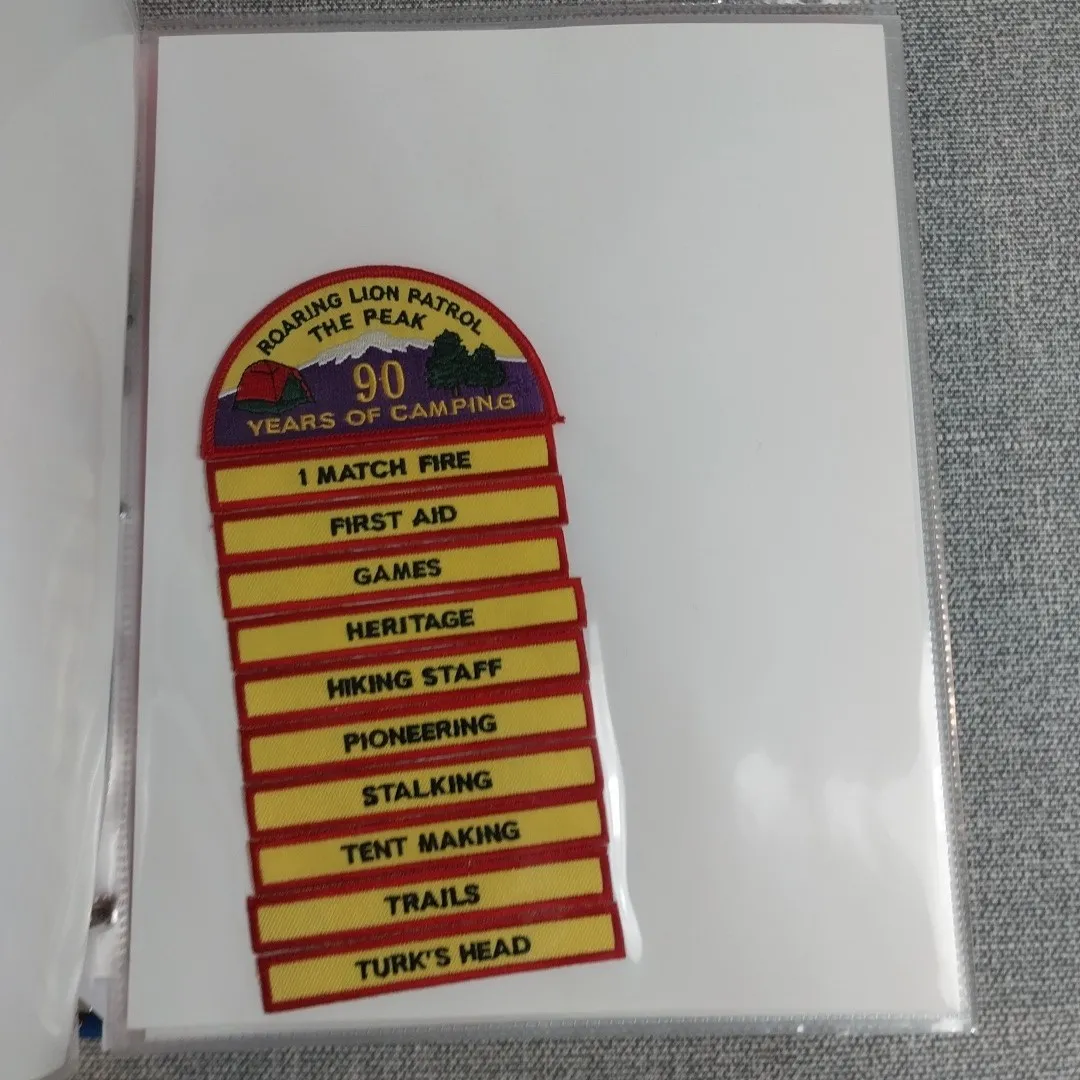 ROARING LION PATROL
THE PEAK
90
YEARS OF CAMPING
1 MATCH FIRE
FIRST AID
GAMES
HERITAGE
HIKING STAFF
PIONEERING
STALKING
TENT MAKING
TRAILS
TURK'S HEAD